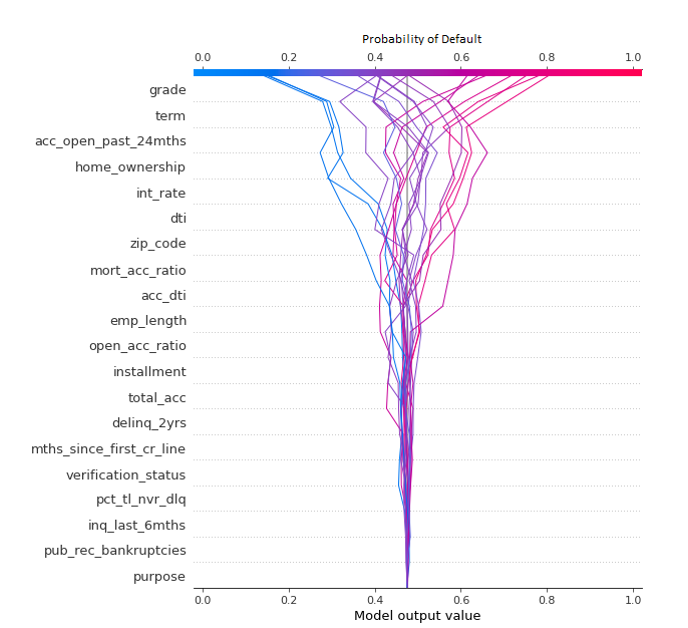 Probability of Default
0.0 0.2 0.4 0.6 0.8 1.0
grade
term
acc_open_past_24mths
home_ownership
int_rate
dti
zip_code
mort_acc_ratio
acc_dti
emp_length
open_acc_ratio
installment
total_acc
delinq_2yrs
mths_since_first_cr_line
verification_status
pct_tl_nvr_dlq
inq_last_6mths
pub_rec_bankruptcies
purpose
0.0 0.2 0.4 0.6 0.8 1.0
Model output value